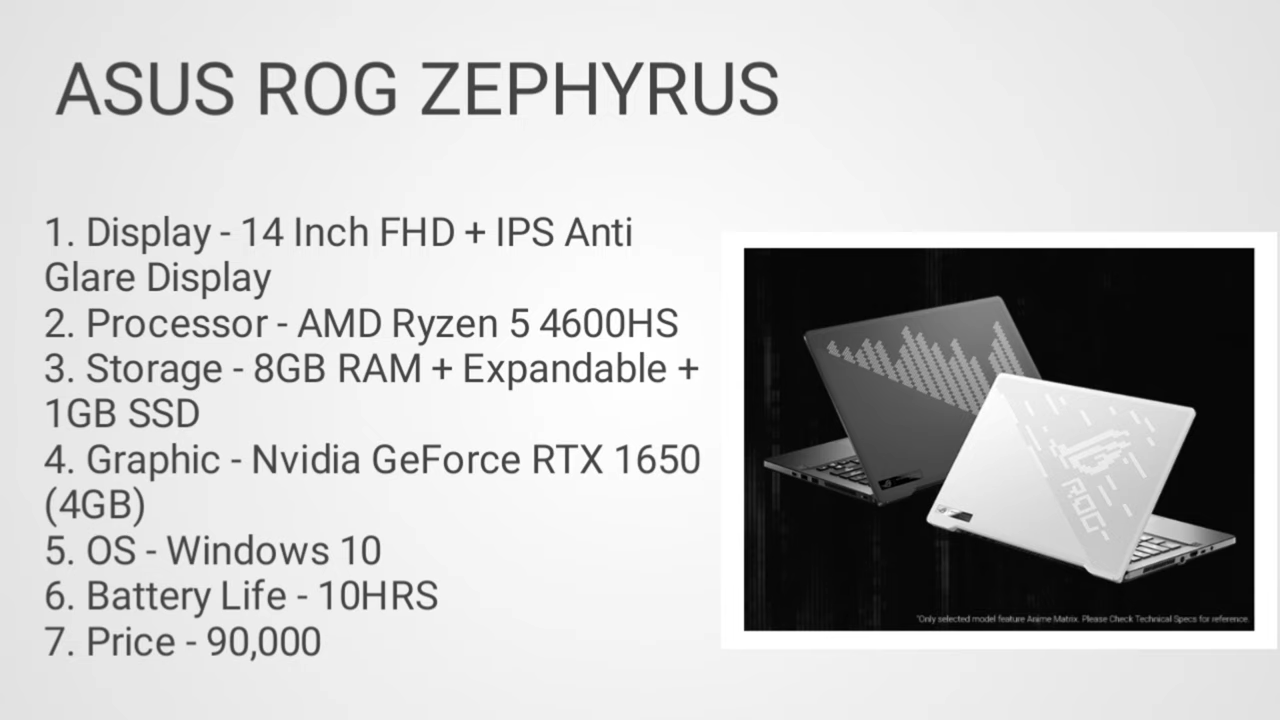 ASUS ROG ZEPHYRUS
1. Display - 14 Inch FHD + IPS Anti
Glare Display
2. Processor - AMD Ryzen 5 4600HS
3. Storage - 8GB RAM + Expandable +
1GB SSD
4. Graphic - Nvidia GeForce RTX 1650
(4GB)
5. OS - Windows 10
6. Battery Life - 10HRS
7. Price - 90,000
ROG
*Only selected model feature Anime Matrix. Please Check Technical Specs for reference.